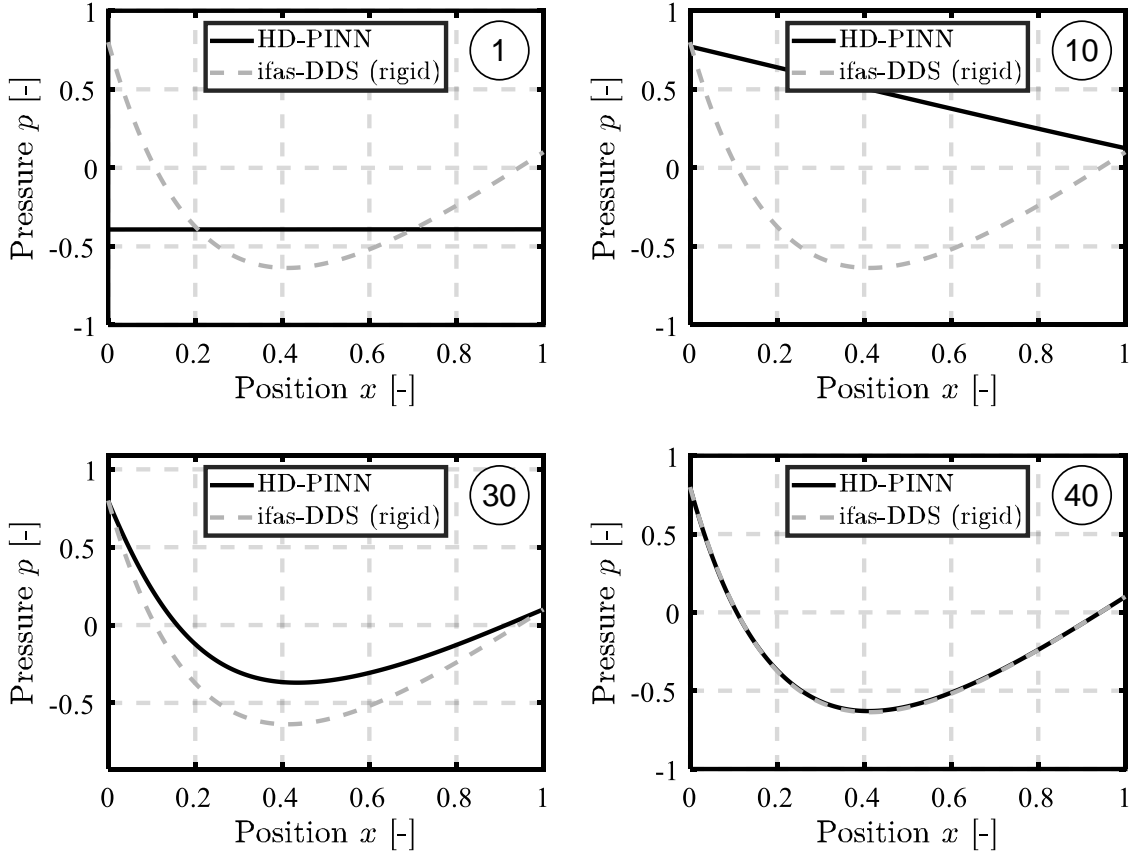 HD-PINN
ifas-DDS (rigid)
1
Pressure p [-]
0.5
0
-0.5
-1
0 0.2 0.4 0.6 0.8 1
Position x [-]
HD-PINN
ifas-DDS (rigid)
10
Pressure p [-]
0.5
0
-0.5
-1
0 0.2 0.4 0.6 0.8 1
Position x [-]
HD-PINN
ifas-DDS (rigid)
30
Pressure p [-]
1
0.5
0
-0.5
0 0.2 0.4 0.6 0.8 1
Position x [-]
HD-PINN
ifas-DDS (rigid)
40
Pressure p [-]
1
0.5
0
-0.5
-1
0 0.2 0.4 0.6 0.8 1
Position x [-]